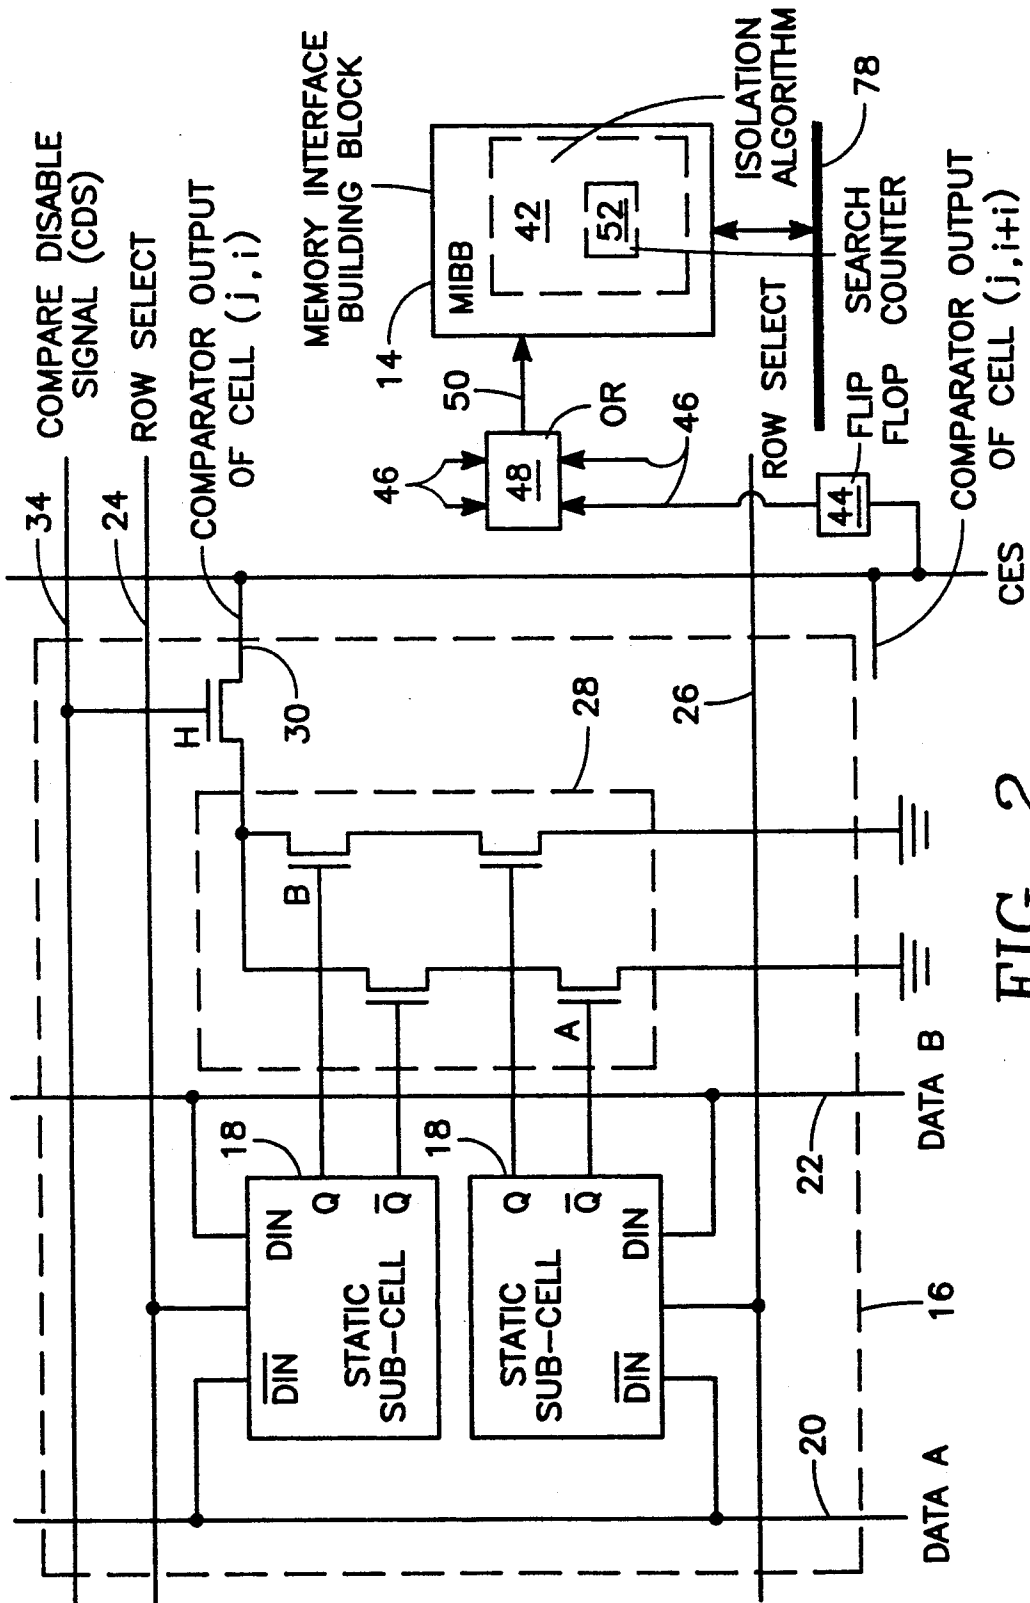 34
COMPARE DISABLE
SIGNAL (CDS)
24
ROW SELECT
COMPARATOR OUTPUT
OF CELL (j,i)
H
30
MEMORY INTERFACE
BUILDING BLOCK
14
MIBB
42
52
ISOLATION
ALGORITHM
78
SEARCH
COUNTER
50
46
48
OR
46
ROW SELECT
44
FLIP
FLOP
COMPARATOR OUTPUT
OF CELL (j,i+i)
CES
28
26
B
A
18
DIN
DIN
Q
Q
STATIC
SUB-CELL
18
Q
Q
STATIC
SUB-CELL
DIN
DIN
16
20
22
DATA A
DATA B
FIG. 2